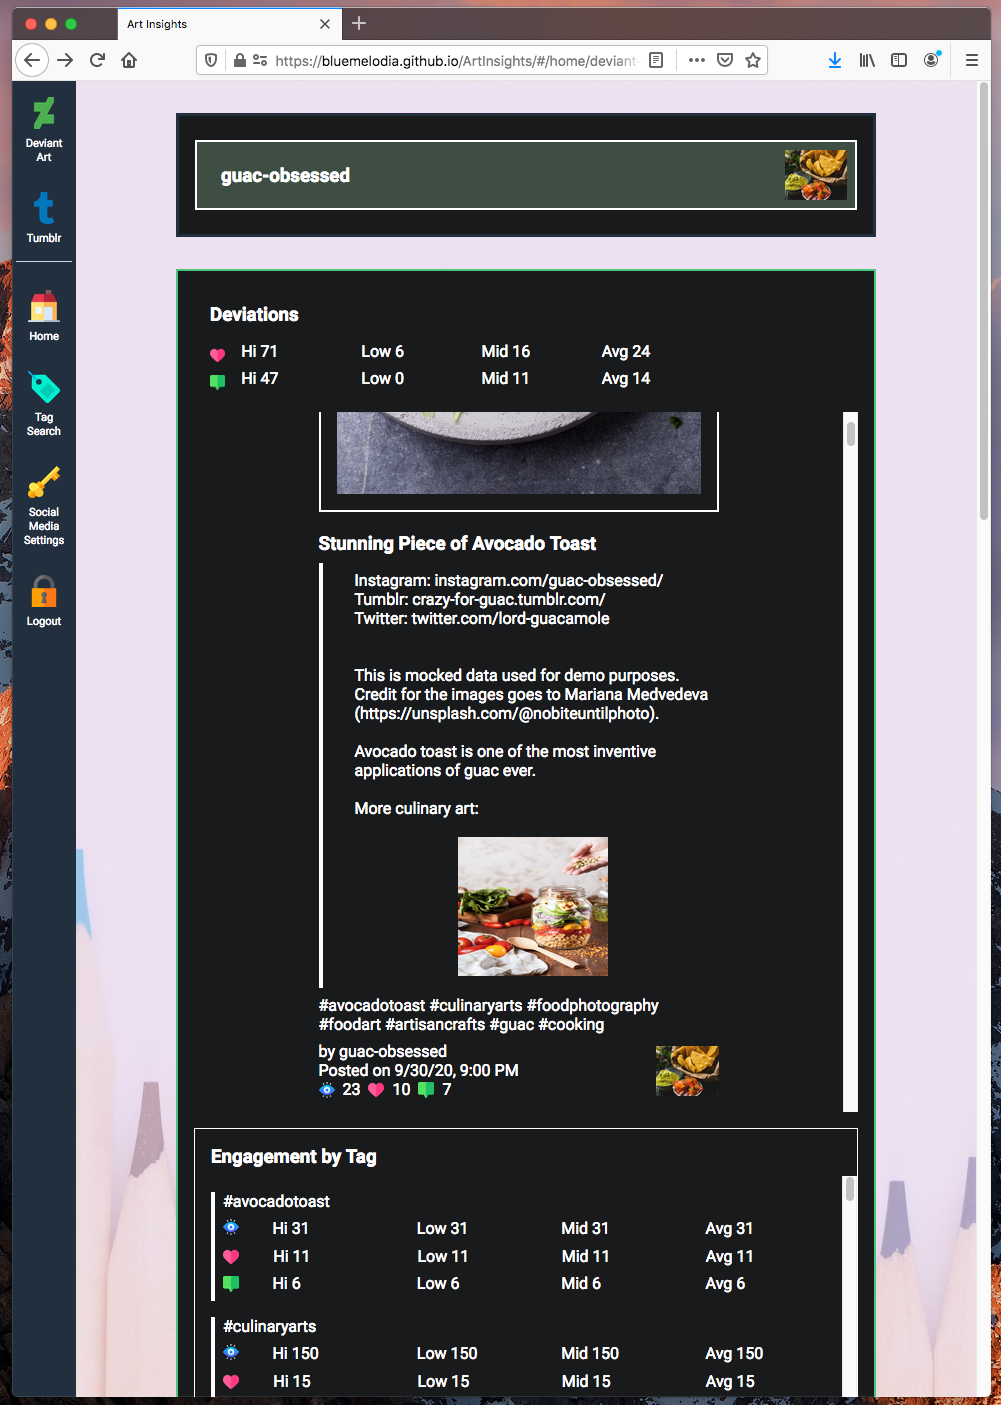 Art Insights
https://bluemelodia.github.io/ArtInsights/#/home/deviant-
Deviant
Art
Tumblr
Home
Tag
Search
Social
Media
Settings
Logout
guac-obsessed
Deviations
Hi 71 Low 6 Mid 16 Avg 24
Hi 47 Low 0 Mid 11 Avg 14
Stunning Piece of Avocado Toast
Instagram: instagram.com/guac-obsessed/
Tumblr: crazy-for-guac.tumblr.com/
Twitter: twitter.com/lord-guacamole
This is mocked data used for demo purposes.
Credit for the images goes to Mariana Medvedeva
(https://unsplash.com/@nobiteuntilphoto).
Avocado toast is one of the most inventive
applications of guac ever.
More culinary art:
#avocadotoast #culinaryarts #foodphotography
#foodart #artisancrafts #guac #cooking
by guac-obsessed
Posted on 9/30/20, 9:00 PM
23 10 7
Engagement by Tag
#avocadotoast
Hi 31 Low 31 Mid 31 Avg 31
Hi 11 Low 11 Mid 11 Avg 11
Hi 6 Low 6 Mid 6 Avg 6
#culinaryarts
Hi 150 Low 150 Mid 150 Avg 150
Hi 15 Low 15 Mid 15 Avg 15